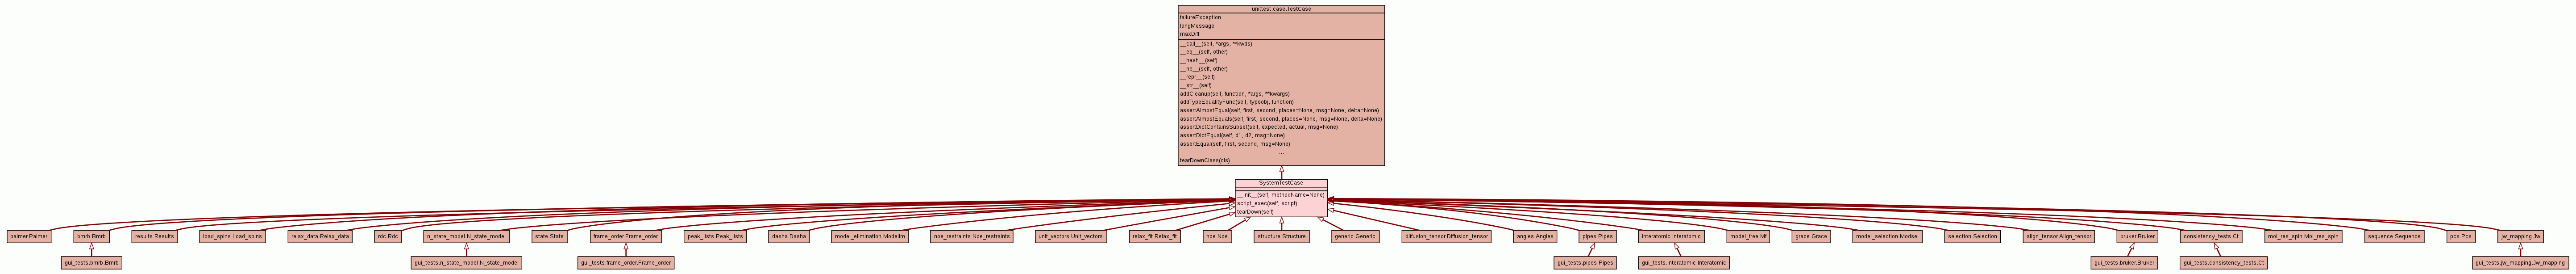 unittest.case.TestCase
failureException
longMessage
maxDiff
__call__(self, *args, **kwds)
__eq__(self, other)
__hash__(self)
__ne__(self, other)
__repr__(self)
__str__(self)
addCleanup(self, function, *args, **kwargs)
addTypeEqualityFunc(self, typeobj, function)
assertAlmostEqual(self, first, second, places=None, msg=None, delta=None)
assertAlmostEquals(self, first, second, places=None, msg=None, delta=None)
assertDictContainsSubset(self, expected, actual, msg=None)
assertDictEqual(self, d1, d2, msg=None)
assertEqual(self, first, second, msg=None)
...
tearDownClass(cls)
SystemTestCase
__init__(self, methodName=None)
script_exec(self, script)
tearDown(self)
palmer.Palmer
bmrb.Bmrb
results.Results
load_spins.Load_spins
relax_data.Relax_data
rdc.Rdc
n_state_model.N_state_model
state.State
frame_order.Frame_order
peak_lists.Peak_lists
dasha.Dasha
model_elimination.Modelim
noe_restraints.Noe_restraints
unit_vectors.Unit_vectors
relax_fit.Relax_fit
noe.Noe
structure.Structure
generic.Generic
diffusion_tensor.Diffusion_tensor
angles.Angles
pipes.Pipes
interatomic.Interatomic
model_free.Mf
grace.Grace
model_selection.Modsel
selection.Selection
align_tensor.Align_tensor
bruker.Bruker
consistency_tests.Ct
mol_res_spin.Mol_res_spin
sequence.Sequence
pcs.Pcs
jw_mapping.Jw
gui_tests.bmrb.Bmrb
gui_tests.n_state_model.N_state_model
gui_tests.frame_order.Frame_order
gui_tests.pipes.Pipes
gui_tests.interatomic.Interatomic
gui_tests.bruker.Bruker
gui_tests.consistency_tests.Ct
gui_tests.jw_mapping.Jw_mapping